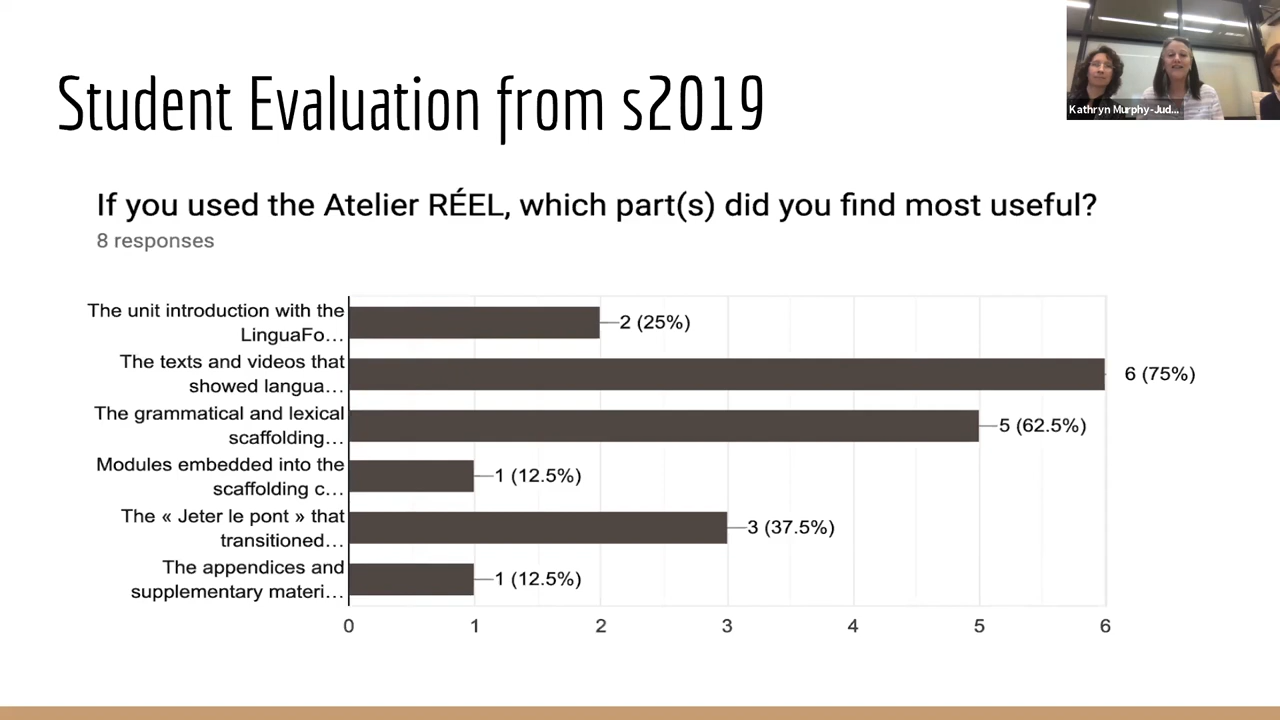 Student Evaluation from s2019
Kathryn Murphy-Jud...
If you used the Atelier RÉEL, which part(s) did you find most useful?
8 responses
The unit introduction with the
LinguaFo…
2 (25%)
The texts and videos that
showed langua…
6 (75%)
The grammatical and lexical
scaffolding…
5 (62.5%)
Modules embedded into the
scaffolding c…
1 (12.5%)
The « Jeter le pont » that
transitioned…
3 (37.5%)
The appendices and
supplementary materi…
1 (12.5%)
0 1 2 3 4 5 6